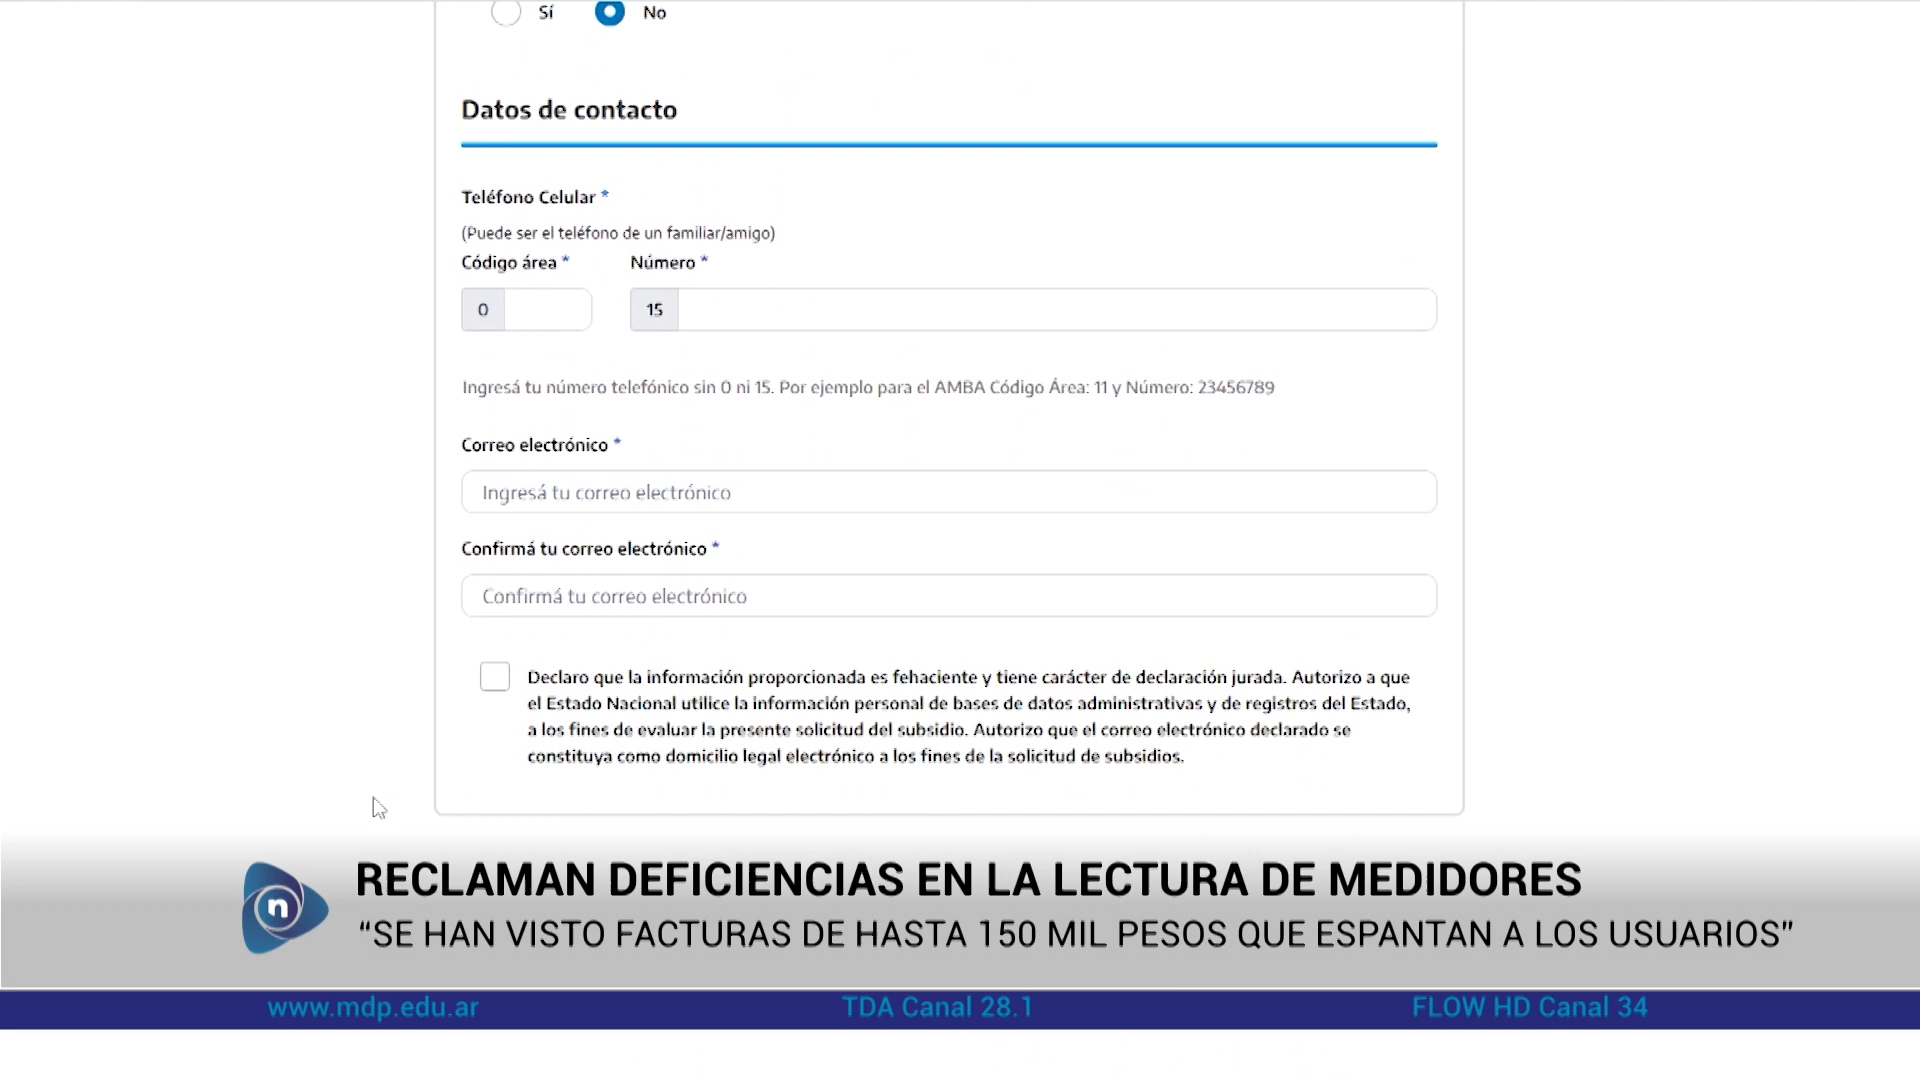 Sí No
Datos de contacto
Teléfono Celular *
(Puede ser el teléfono de un familiar/amigo)
Código área * Número *
0 15
Ingresá tu número telefónico sin 0 ni 15. Por ejemplo para el AMBA Código Área: 11 y Número: 23456789
Correo electrónico *
Ingresá tu correo electrónico
Confirmá tu correo electrónico *
Confirmá tu correo electrónico
Declaro que la información proporcionada es fehaciente y tiene carácter de declaración jurada. Autorizo a que
el Estado Nacional utilice la información personal de bases de datos administrativas y de registros del Estado,
a los fines de evaluar la presente solicitud del subsidio. Autorizo que el correo electrónico declarado se
constituya como domicilio legal electrónico a los fines de la solicitud de subsidios.
n
RECLAMAN DEFICIENCIAS EN LA LECTURA DE MEDIDORES
“SE HAN VISTO FACTURAS DE HASTA 150 MIL PESOS QUE ESPANTAN A LOS USUARIOS”
www.mdp.edu.ar TDA Canal 28.1 FLOW HD Canal 34